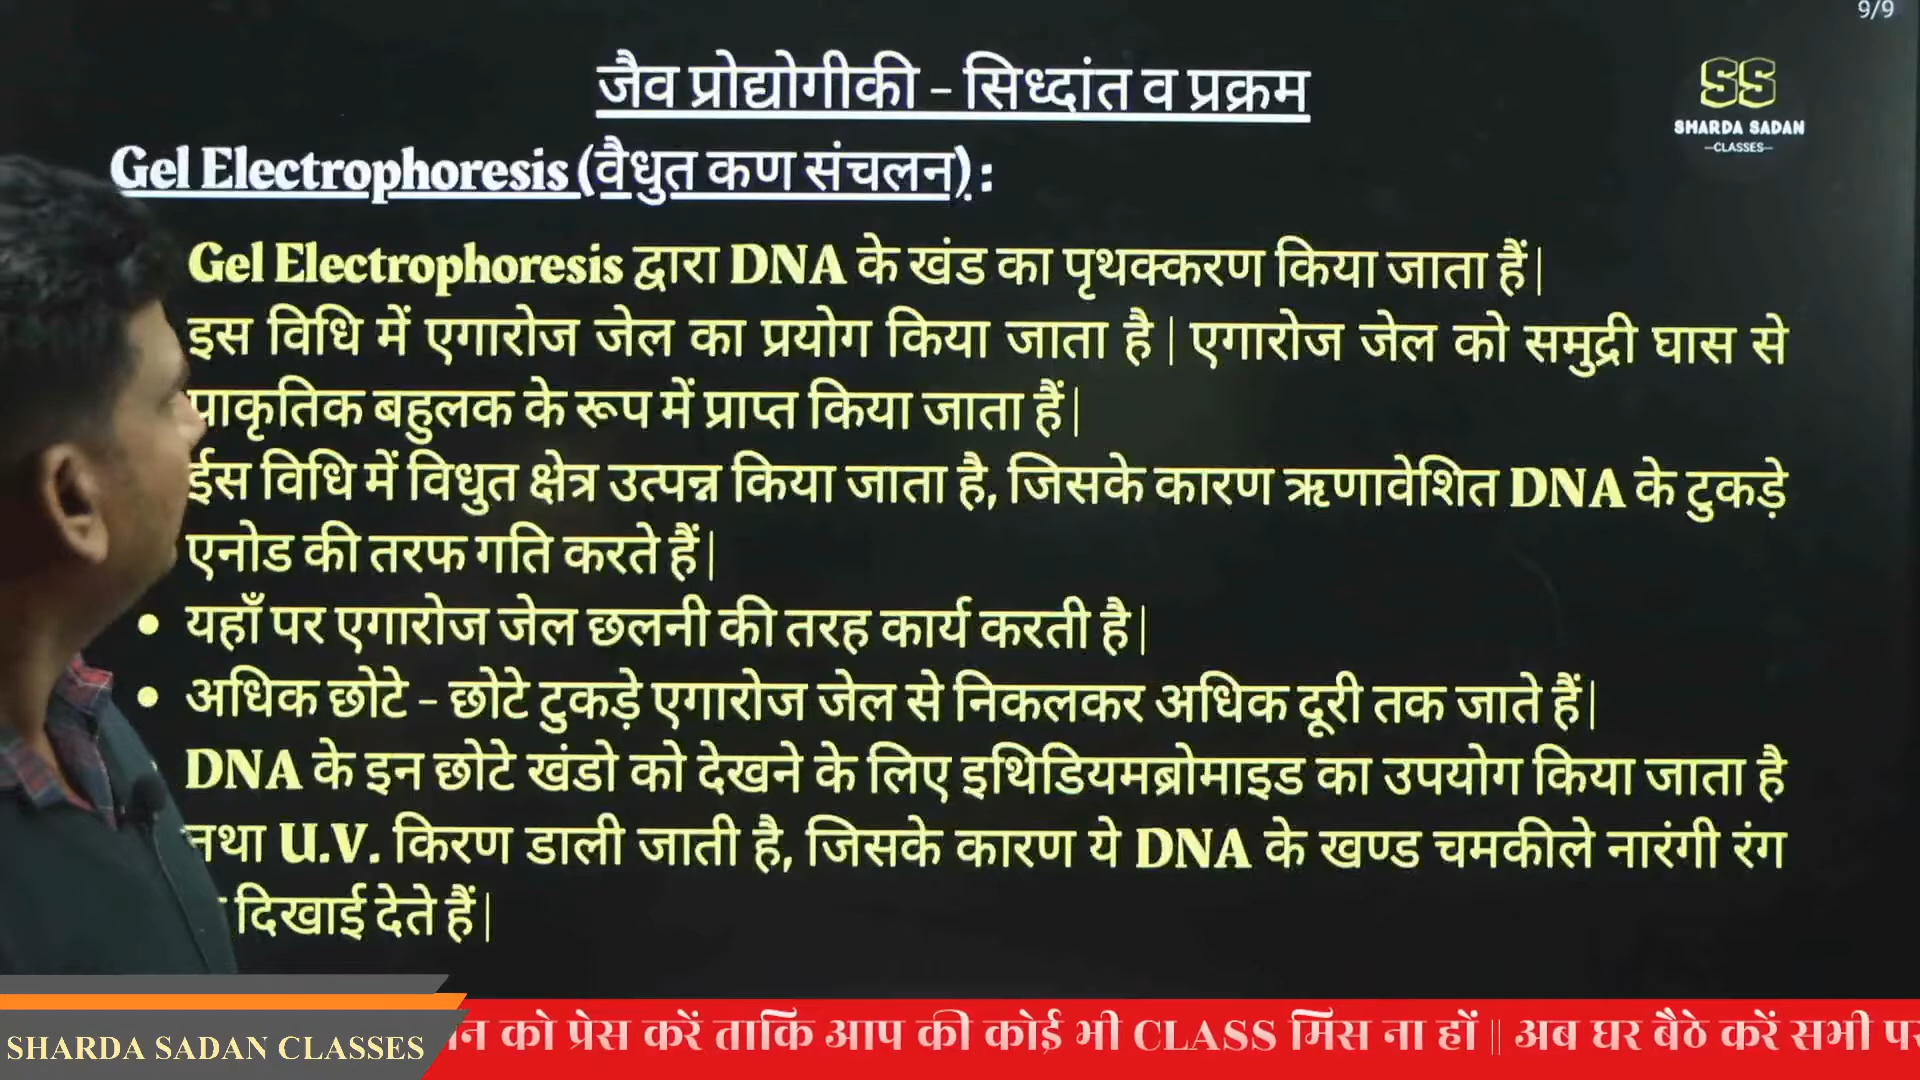 9/9
जैव प्रोद्योगीकी - सिध्दांत व प्रक्रम
SS
SHARDA SADAN
-CLASSES-
Gel Electrophoresis (वैधुत कण संचलन) :
Gel Electrophoresis द्वारा DNA के खंड का पृथक्करण किया जाता हैं|
इस विधि में एगारोज जेल का प्रयोग किया जाता है| एगारोज जेल को समुद्री घास से
प्राकृतिक बहुलक के रूप में प्राप्त किया जाता हैं|
ईस विधि में विधुत क्षेत्र उत्पन्न किया जाता है, जिसके कारण ऋणावेशित DNA के टुकड़े
एनोड की तरफ गति करते हैं|
• यहाँ पर एगारोज जेल छलनी की तरह कार्य करती है|
• अधिक छोटे - छोटे टुकड़े एगारोज जेल से निकलकर अधिक दूरी तक जाते हैं|
DNA के इन छोटे खंडो को देखने के लिए इथिडियमब्रोमाइड का उपयोग किया जाता है
तथा U.V. किरण डाली जाती है, जिसके कारण ये DNA के खण्ड चमकीले नारंगी रंग
दिखाई देते हैं|
SHARDA SADAN CLASSES
को प्रेस करें ताकि आप की कोई भी CLASS मिस ना हों || अब घर बैठे करें सभी